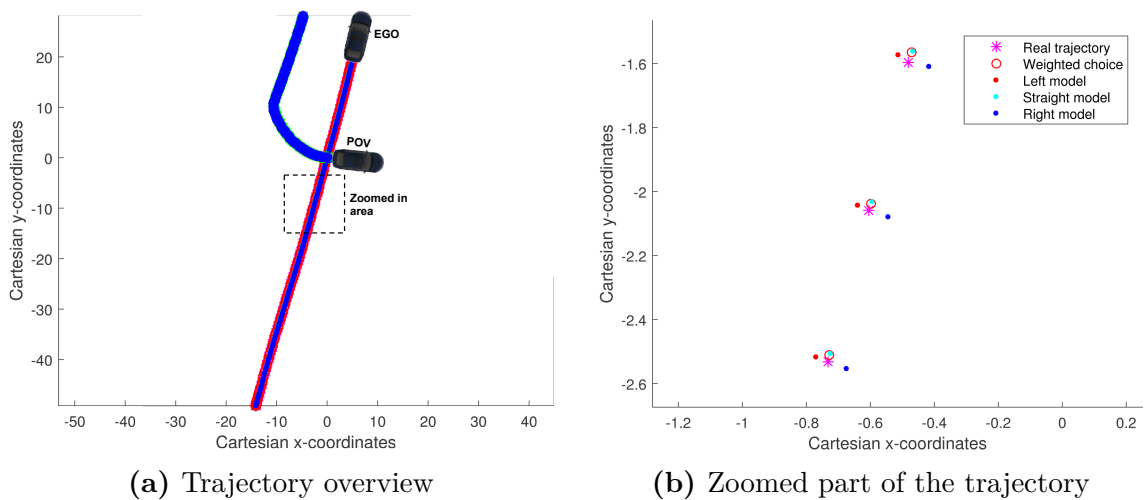 20
10
0
-10
-20
-30
-40
Cartesian y-coordinates
EGO
POV
Zoomed in
area
-50 -40 -30 -20 -10 0 10 20 30 40
Cartesian x-coordinates
(a) Trajectory overview
-1.6
-1.8
-2
-2.2
-2.4
-2.6
Cartesian y-coordinates
Real trajectory
Weighted choice
Left model
Straight model
Right model
-1.2 -1 -0.8 -0.6 -0.4 -0.2 0 0.2
Cartesian x-coordinates
(b) Zoomed part of the trajectory